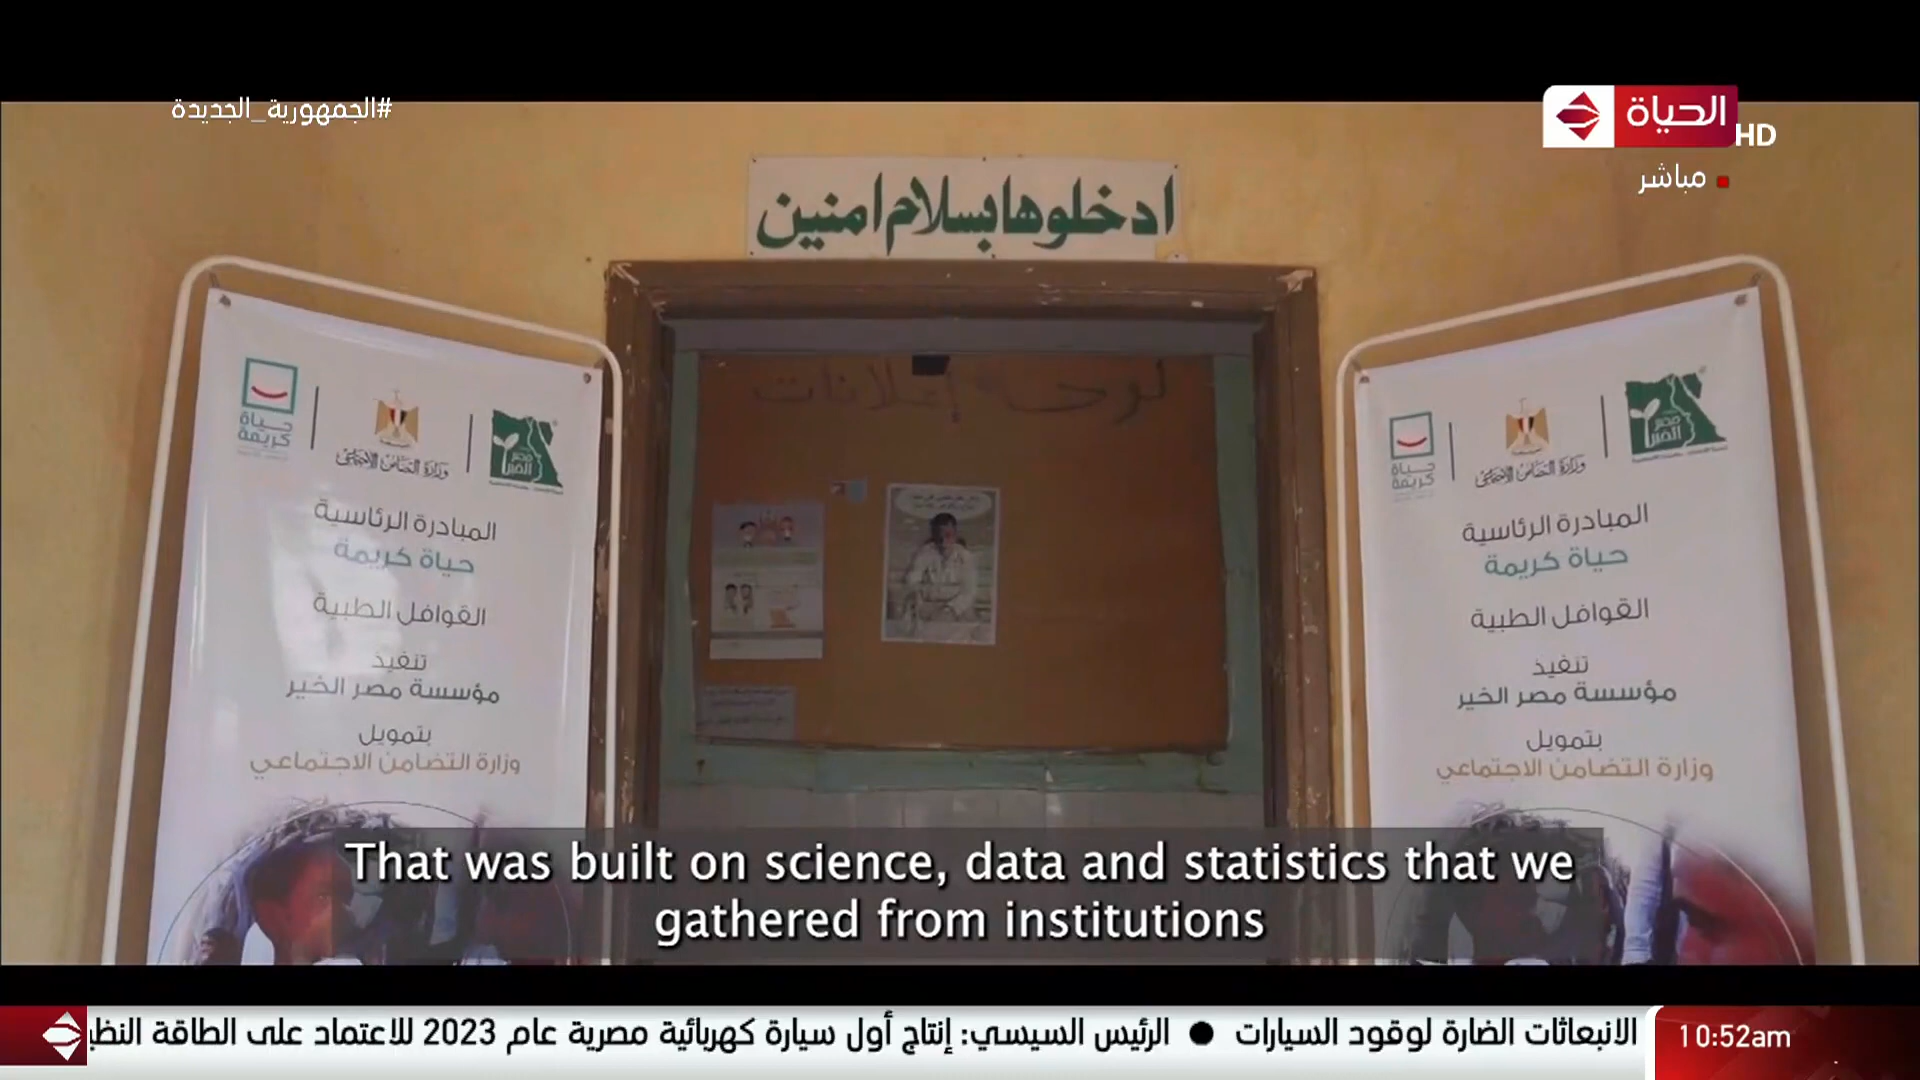 #الجمهورية_الجديدة
الحياة
HD
مباشر
ادخلوها بسلام امنين
لوحة إعلانات
حياة
كريمة
وزارة التضامن الاجتماعي
مصر
الخير
المبادرة الرئاسية
حياة كريمة
القوافل الطبية
تنفيذ
مؤسسة مصر الخير
بتمويل
وزارة التضامن الاجتماعي
حياة
كريمة
وزارة التضامن الاجتماعي
مصر
الخير
المبادرة الرئاسية
حياة كريمة
القوافل الطبية
تنفيذ
مؤسسة مصر الخير
بتمويل
وزارة التضامن الاجتماعي
That was built on science, data and statistics that we
gathered from institutions
الانبعاثات الضارة لوقود السيارات ● الرئيس السيسي: إنتاج أول سيارة كهربائية مصرية عام 2023 للاعتماد على الطاقة
10:52am